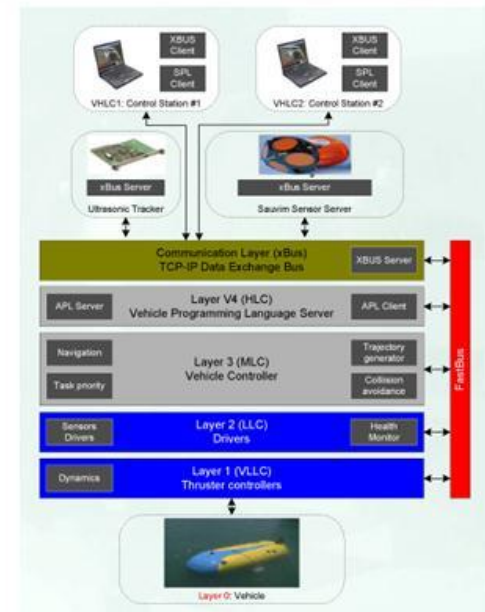 XBUS
Client
SPL
Client
VHLC1: Control Station #1
XBUS
Client
SPL
Client
VHLC2: Control Station #2
xBus Server
Ultrasonic Tracker
xBus Server
Sauvim Sensor Server
Communication Layer (xBus)
TCP-IP Data Exchange Bus
XBUS Server
APL Server
Layer V4 (HLC)
Vehicle Programming Language Server
APL Client
Navigation
Task priority
Layer 3 (MLC)
Vehicle Controller
Trajectory
generator
Collision
avoidance
Sensors
Drivers
Layer 2 (LLC)
Drivers
Health
Monitor
Dynamics
Layer 1 (VLLC)
Thruster controllers
FastBus
Layer 0: Vehicle